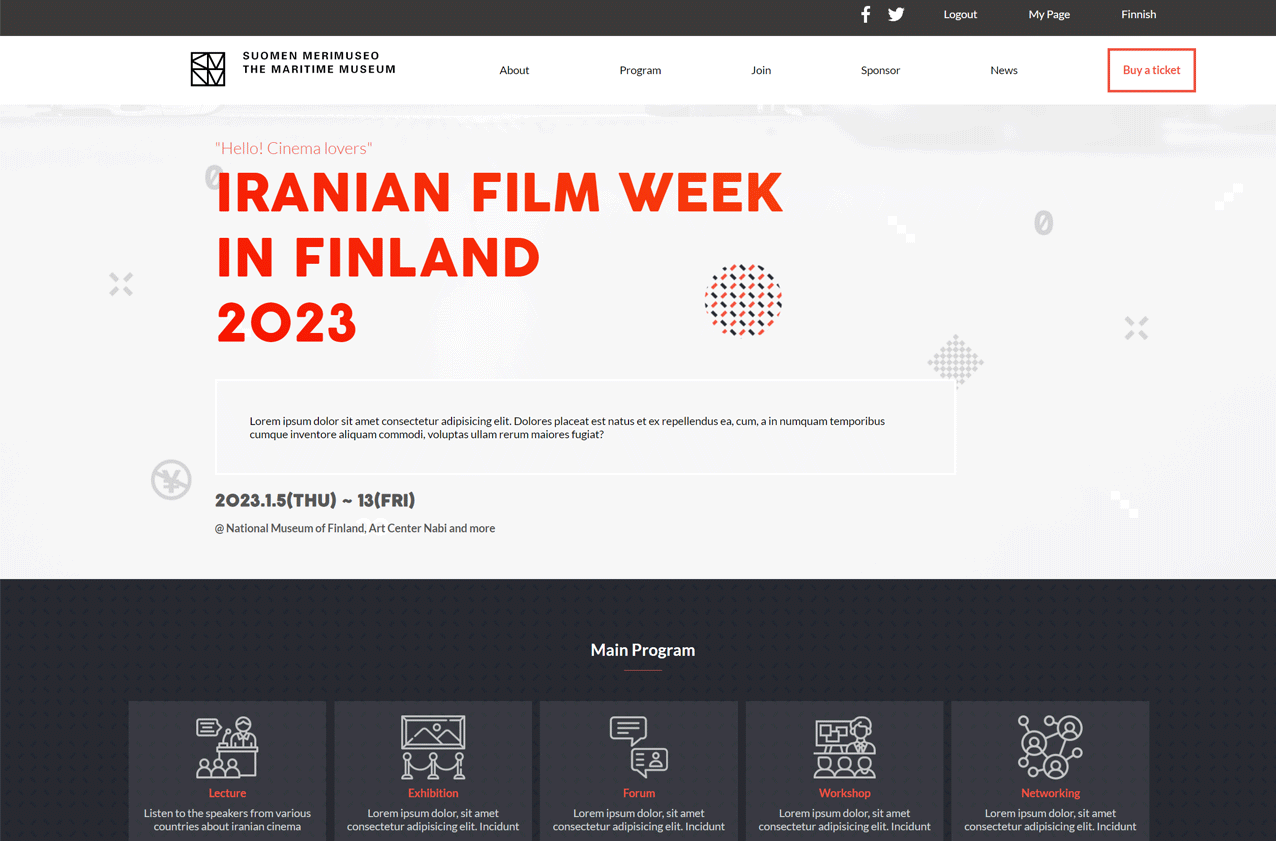 Logout
My Page
Finnish
SUOMEN MERIMUSEO
THE MARITIME MUSEUM
About
Program
Join
Sponsor
News
Buy a ticket
"Hello! Cinema lovers"
IRANIAN FILM WEEK
IN FINLAND
2023
Lorem ipsum dolor sit amet consectetur adipisicing elit. Dolores placeat est natus et ex repellendus ea, cum, a in numquam temporibus
cumque inventore aliquam commodi, voluptas ullam rerum maiores fugiat?
2023.1.5(THU) ~ 13(FRI)
@ National Museum of Finland, Art Center Nabi and more
Main Program
Lecture
Listen to the speakers from various
countries about iranian cinema
Exhibition
Lorem ipsum dolor, sit amet
consectetur adipisicing elit. Incidunt
Forum
Lorem ipsum dolor, sit amet
consectetur adipisicing elit. Incidunt
Workshop
Lorem ipsum dolor, sit amet
consectetur adipisicing elit. Incidunt
Networking
Lorem ipsum dolor, sit amet
consectetur adipisicing elit. Incidunt